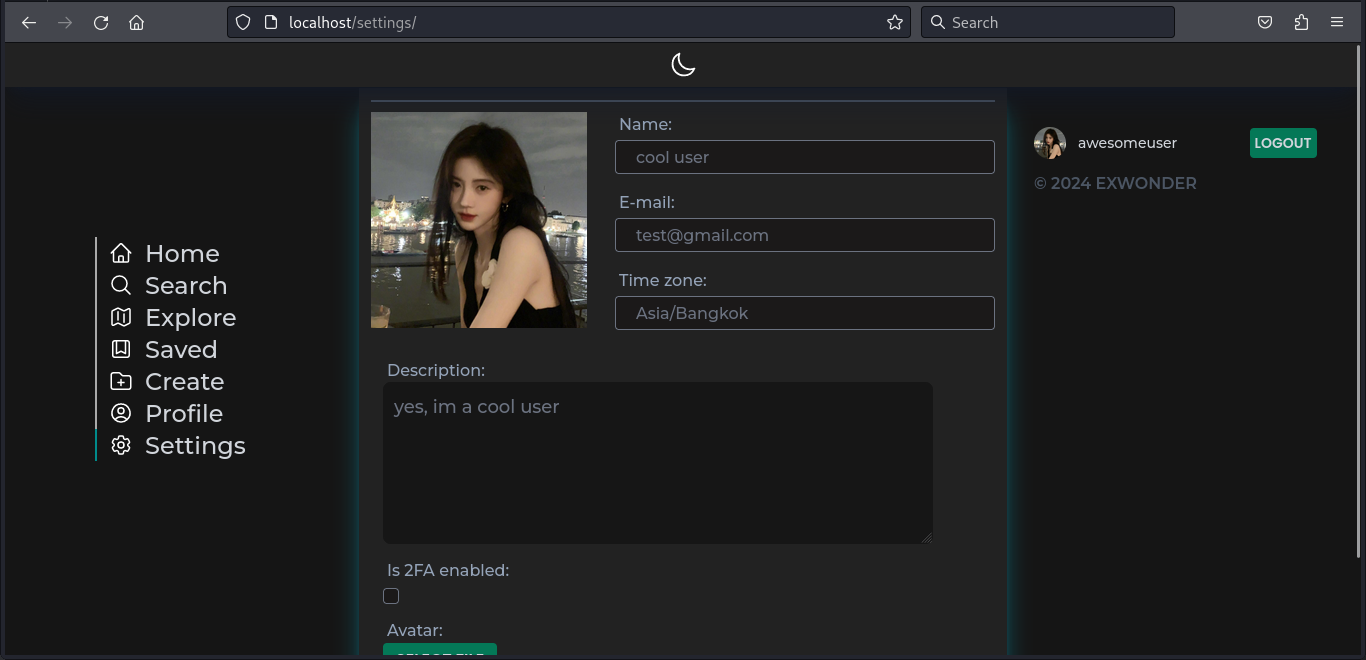 localhost/settings/
Search
Home
Search
Explore
Saved
Create
Profile
Settings
Name:
cool user
E-mail:
test@gmail.com
Time zone:
Asia/Bangkok
Description:
yes, im a cool user
Is 2FA enabled:
Avatar:
awesomeuser
LOGOUT
© 2024 EXWONDER